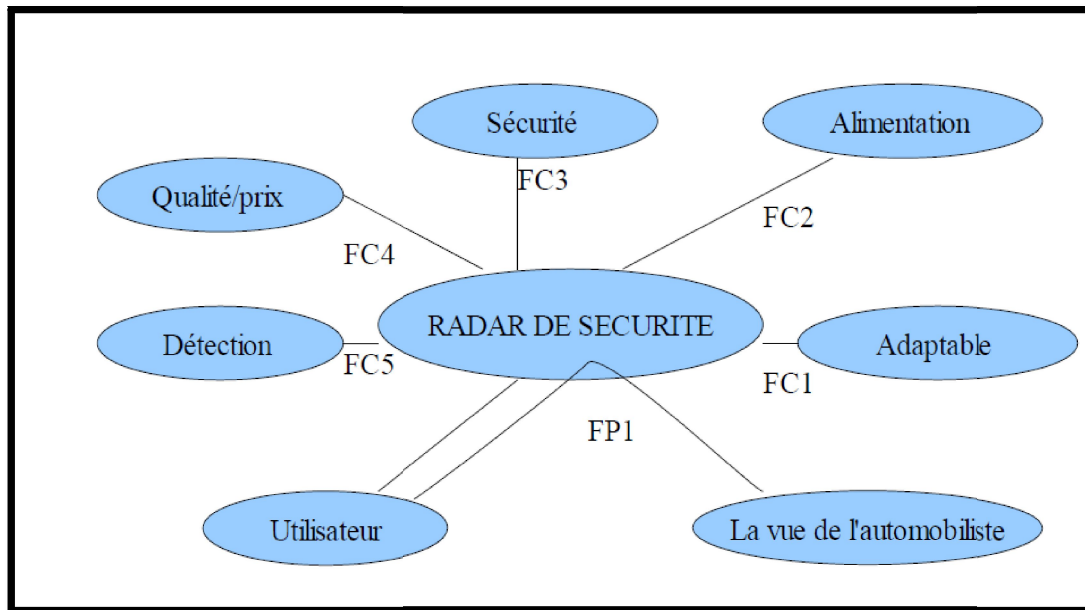 Sécurité
Alimentation
FC3
Qualité/prix
FC2
FC4
RADAR DE SECURITE
Détection
Adaptable
FC5
FC1
FP1
Utilisateur
La vue de l'automobiliste